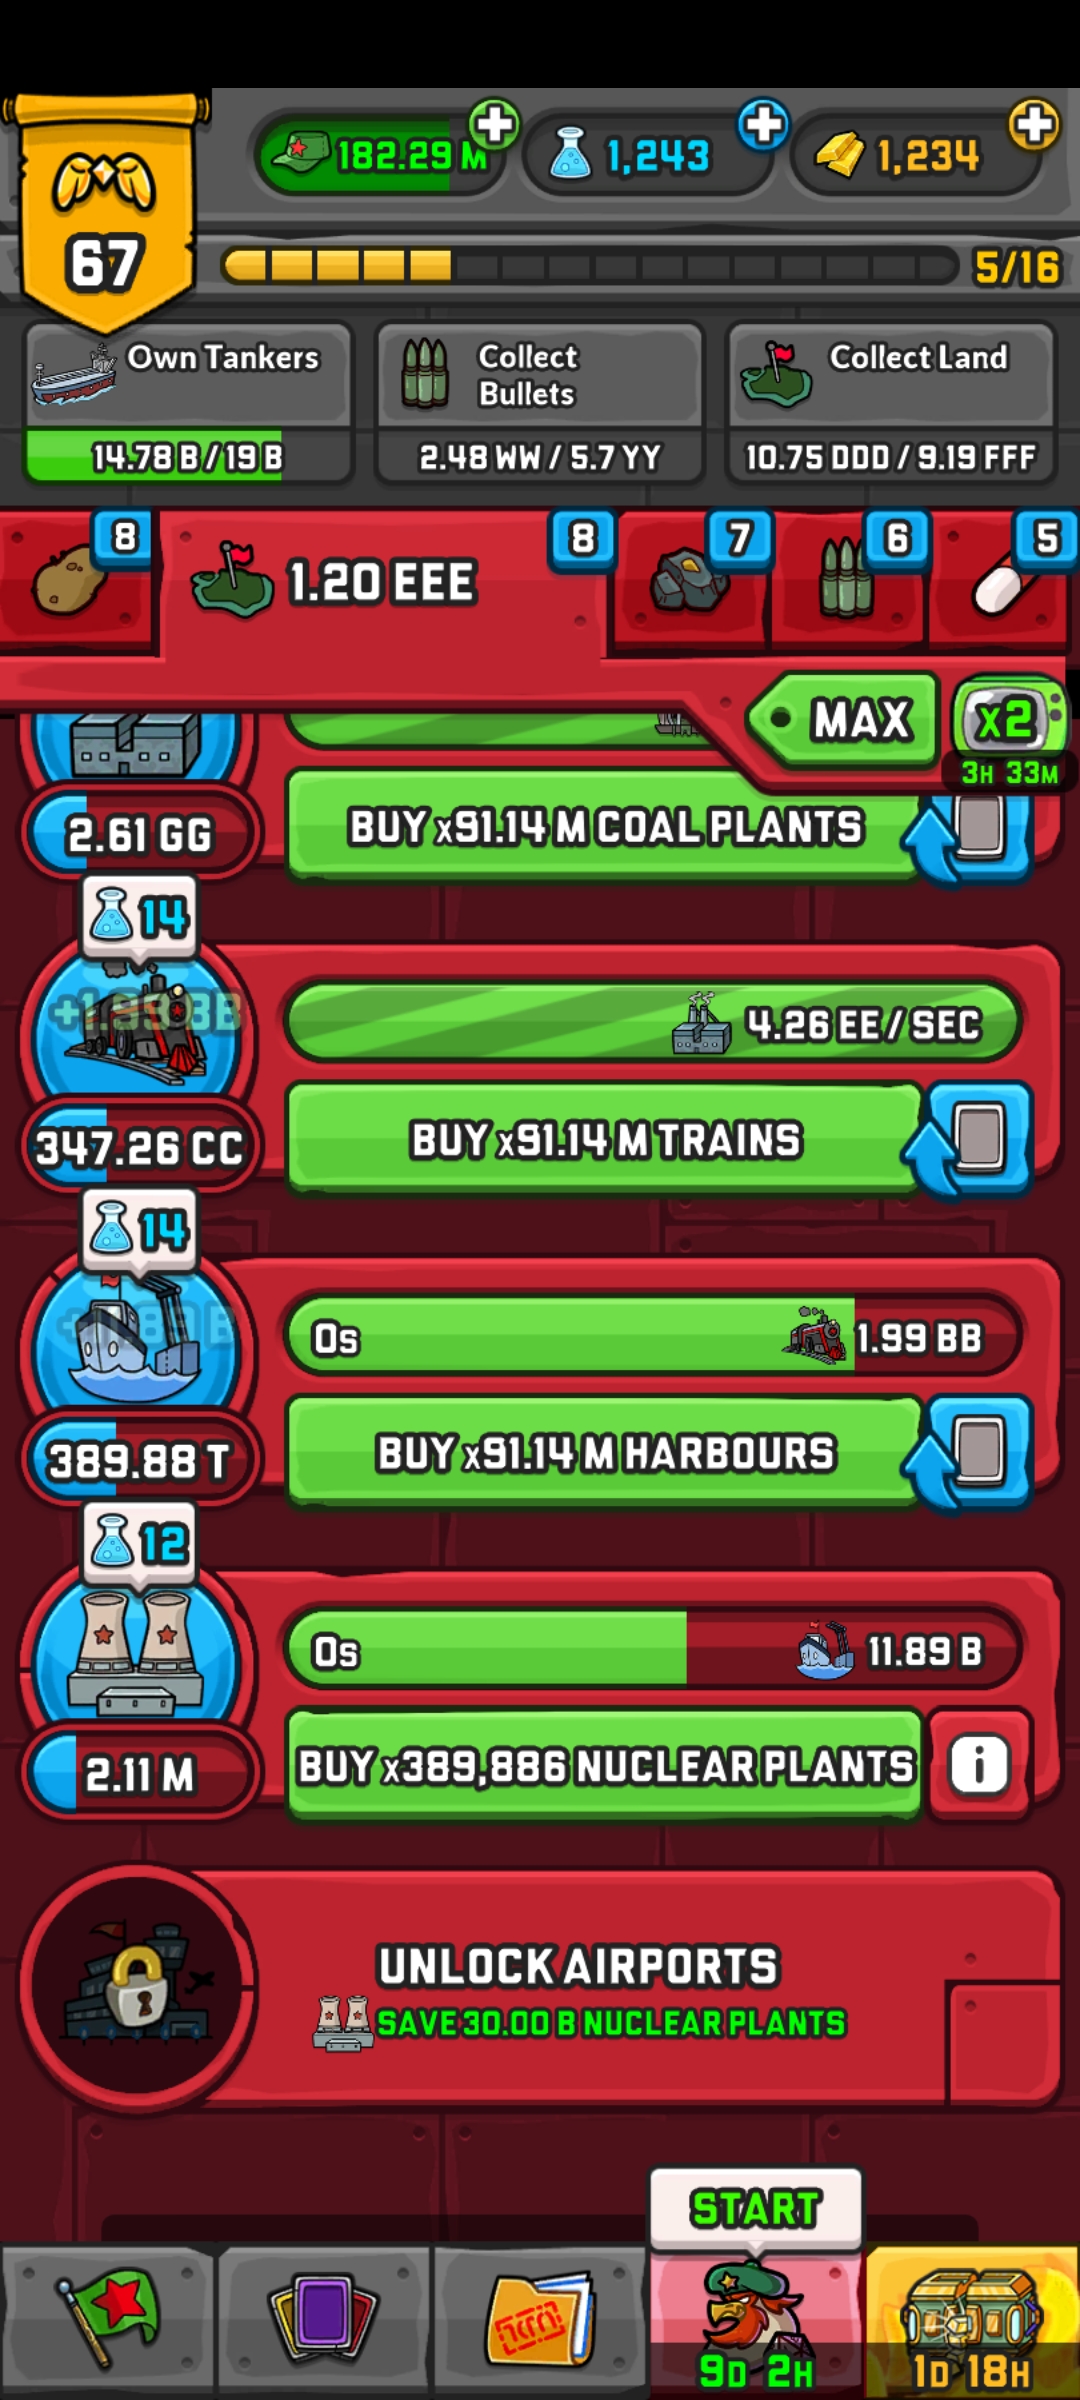 182.29 M
1,243
1,234
67
5/16
Own Tankers
14.78 B / 19 B
Collect
Bullets
2.48 WW / 5.7 YY
Collect Land
10.75 DDD / 9.19 FFF
8
1.20 EEE
8
7
6
5
MAX
x2
3H 33M
2.61 GG
BUY x91.14 M COAL PLANTS
14
4.26 EE / SEC
347.26 CC
BUY x91.14 M TRAINS
14
0s
1.99 BB
389.88 T
BUY x91.14 M HARBOURS
12
0s
11.89 B
2.11 M
BUY x389,886 NUCLEAR PLANTS
i
UNLOCK AIRPORTS
SAVE 30.00 B NUCLEAR PLANTS
START
9D 2H
1D 18H